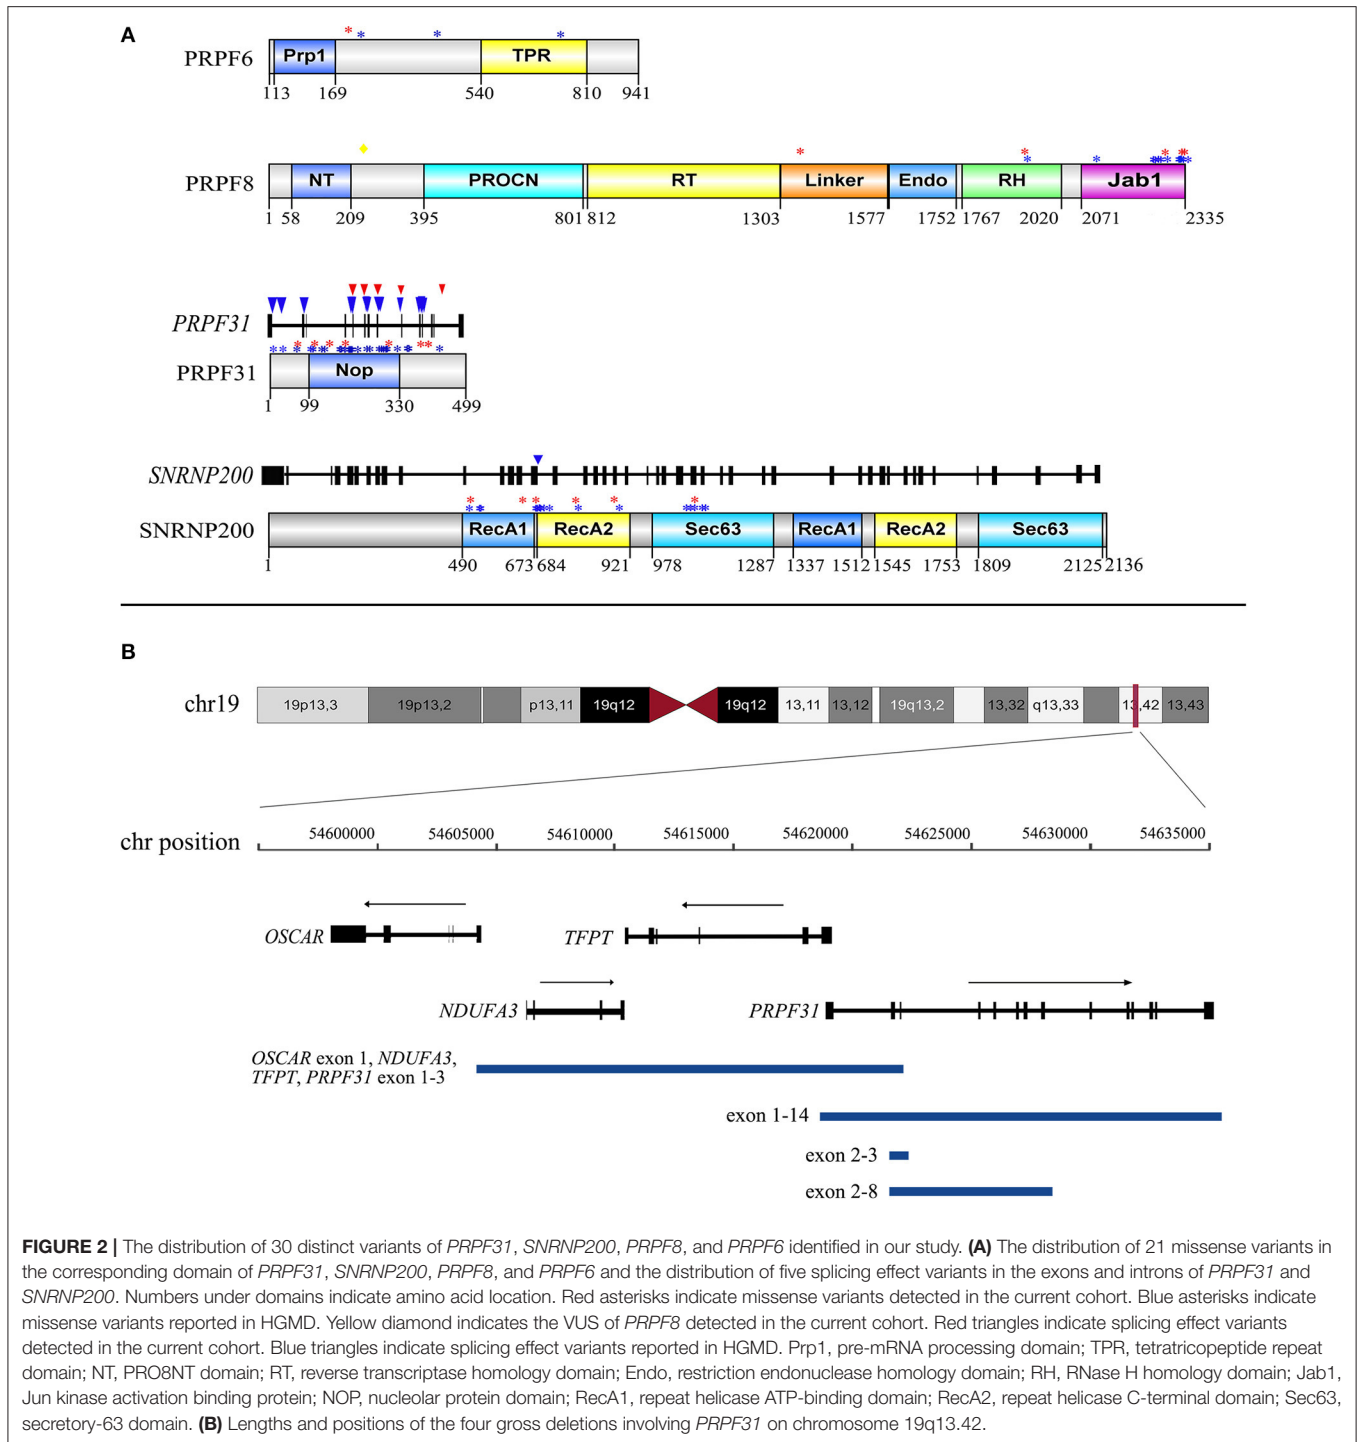 A
PRPF6
Prp1
TPR
113 169 540 810 941
PRPF8
NT PROCN RT Linker Endo RH Jab1
1 58 209 395 801 812 1303 1577 1752 1767 2020 2071 2335
PRPF31
PRPF31
Nop
1 99 330 499
SNRNP200
SNRNP200
RecA1 RecA2 Sec63 RecA1 RecA2 Sec63
1 490 673 684 921 978 1287 1337 1512 1545 1753 1809 2125 2136
B
chr19
19p13,3 19p13,2 p13,11 19q12 19q12 13,11 13,12 19q13,2 13,32 q13,33 13,42 13,43
chr position
54600000 54605000 54610000 54615000 54620000 54625000 54630000 54635000
OSCAR
TFPT
NDUFA3
PRPF31
OSCAR exon 1, NDUFA3,
TFPT, PRPF31 exon 1-3
exon 1-14
exon 2-3
exon 2-8
FIGURE 2 | The distribution of 30 distinct variants of PRPF31, SNRNP200, PRPF8, and PRPF6 identified in our study. (A) The distribution of 21 missense variants in
the corresponding domain of PRPF31, SNRNP200, PRPF8, and PRPF6 and the distribution of five splicing effect variants in the exons and introns of PRPF31 and
SNRNP200. Numbers under domains indicate amino acid location. Red asterisks indicate missense variants detected in the current cohort. Blue asterisks indicate
missense variants reported in HGMD. Yellow diamond indicates the VUS of PRPF8 detected in the current cohort. Red triangles indicate splicing effect variants
detected in the current cohort. Blue triangles indicate splicing effect variants reported in HGMD. Prp1, pre-mRNA processing domain; TPR, tetratricopeptide repeat
domain; NT, PRO8NT domain; RT, reverse transcriptase homology domain; Endo, restriction endonuclease homology domain; RH, RNase H homology domain; Jab1,
Jun kinase activation binding protein; NOP, nucleolar protein domain; RecA1, repeat helicase ATP-binding domain; RecA2, repeat helicase C-terminal domain; Sec63,
secretory-63 domain. (B) Lengths and positions of the four gross deletions involving PRPF31 on chromosome 19q13.42.